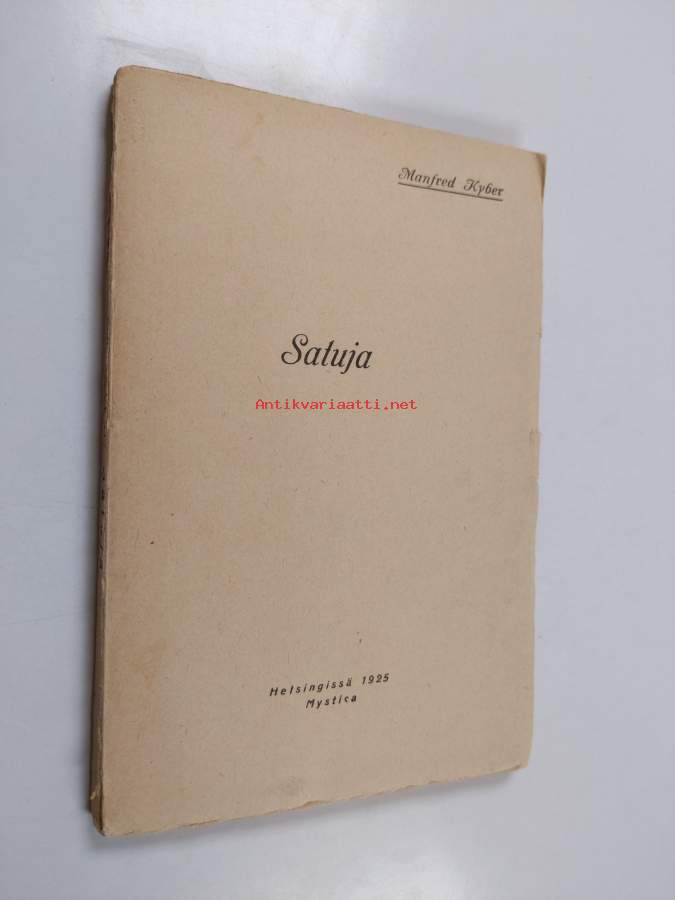 Manfred Kyber
Satuja
Antikvariaatti.net
Helsingissä 1925
Mystica